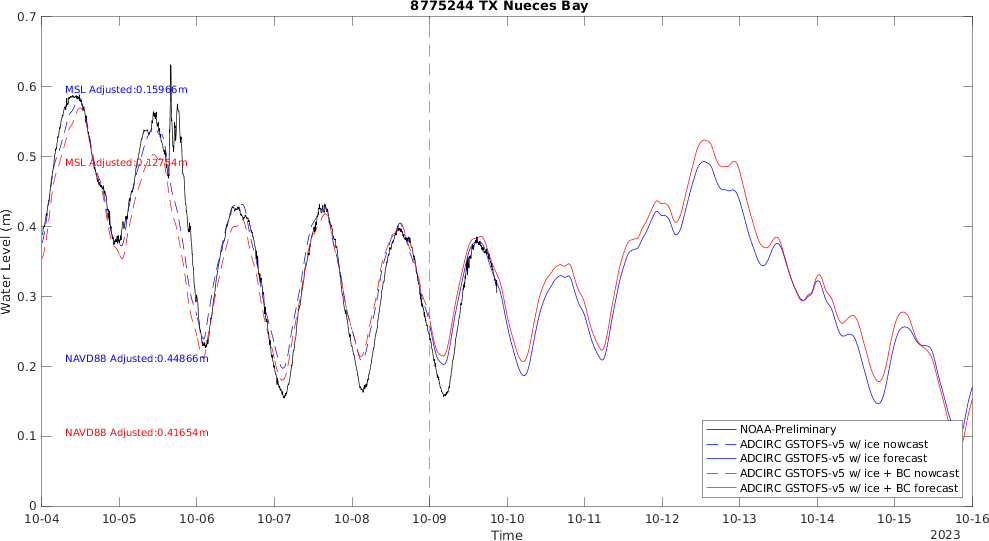 8775244 TX Nueces Bay
0.7
0.6
0.5
0.4
0.3
0.2
0.1
0
Water Level (m)
MSL Adjusted:0.15966m
MSL Adjusted:0.12754m
NAVD88 Adjusted:0.44866m
NAVD88 Adjusted:0.41654m
NOAA-Preliminary
ADCIRC GSTOFS-v5 w/ ice nowcast
ADCIRC GSTOFS-v5 w/ ice forecast
ADCIRC GSTOFS-v5 w/ ice + BC nowcast
ADCIRC GSTOFS-v5 w/ ice + BC forecast
10-04 10-05 10-06 10-07 10-08 10-09 10-10 10-11 10-12 10-13 10-14 10-15 10-16
Time
2023